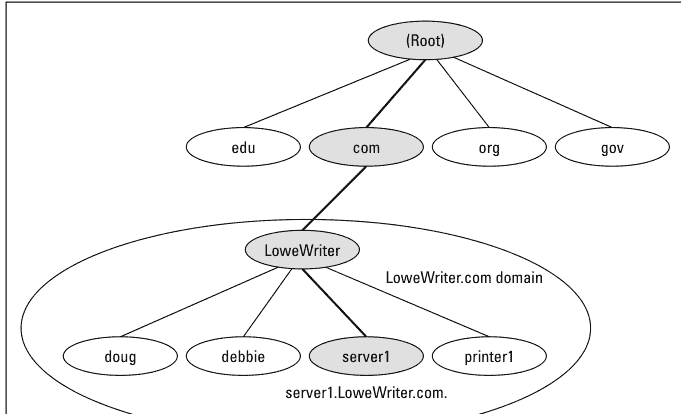 (Root)
edu com org gov
LoweWriter
LoweWriter.com domain
doug debbie server1 printer1
server1.LoweWriter.com.